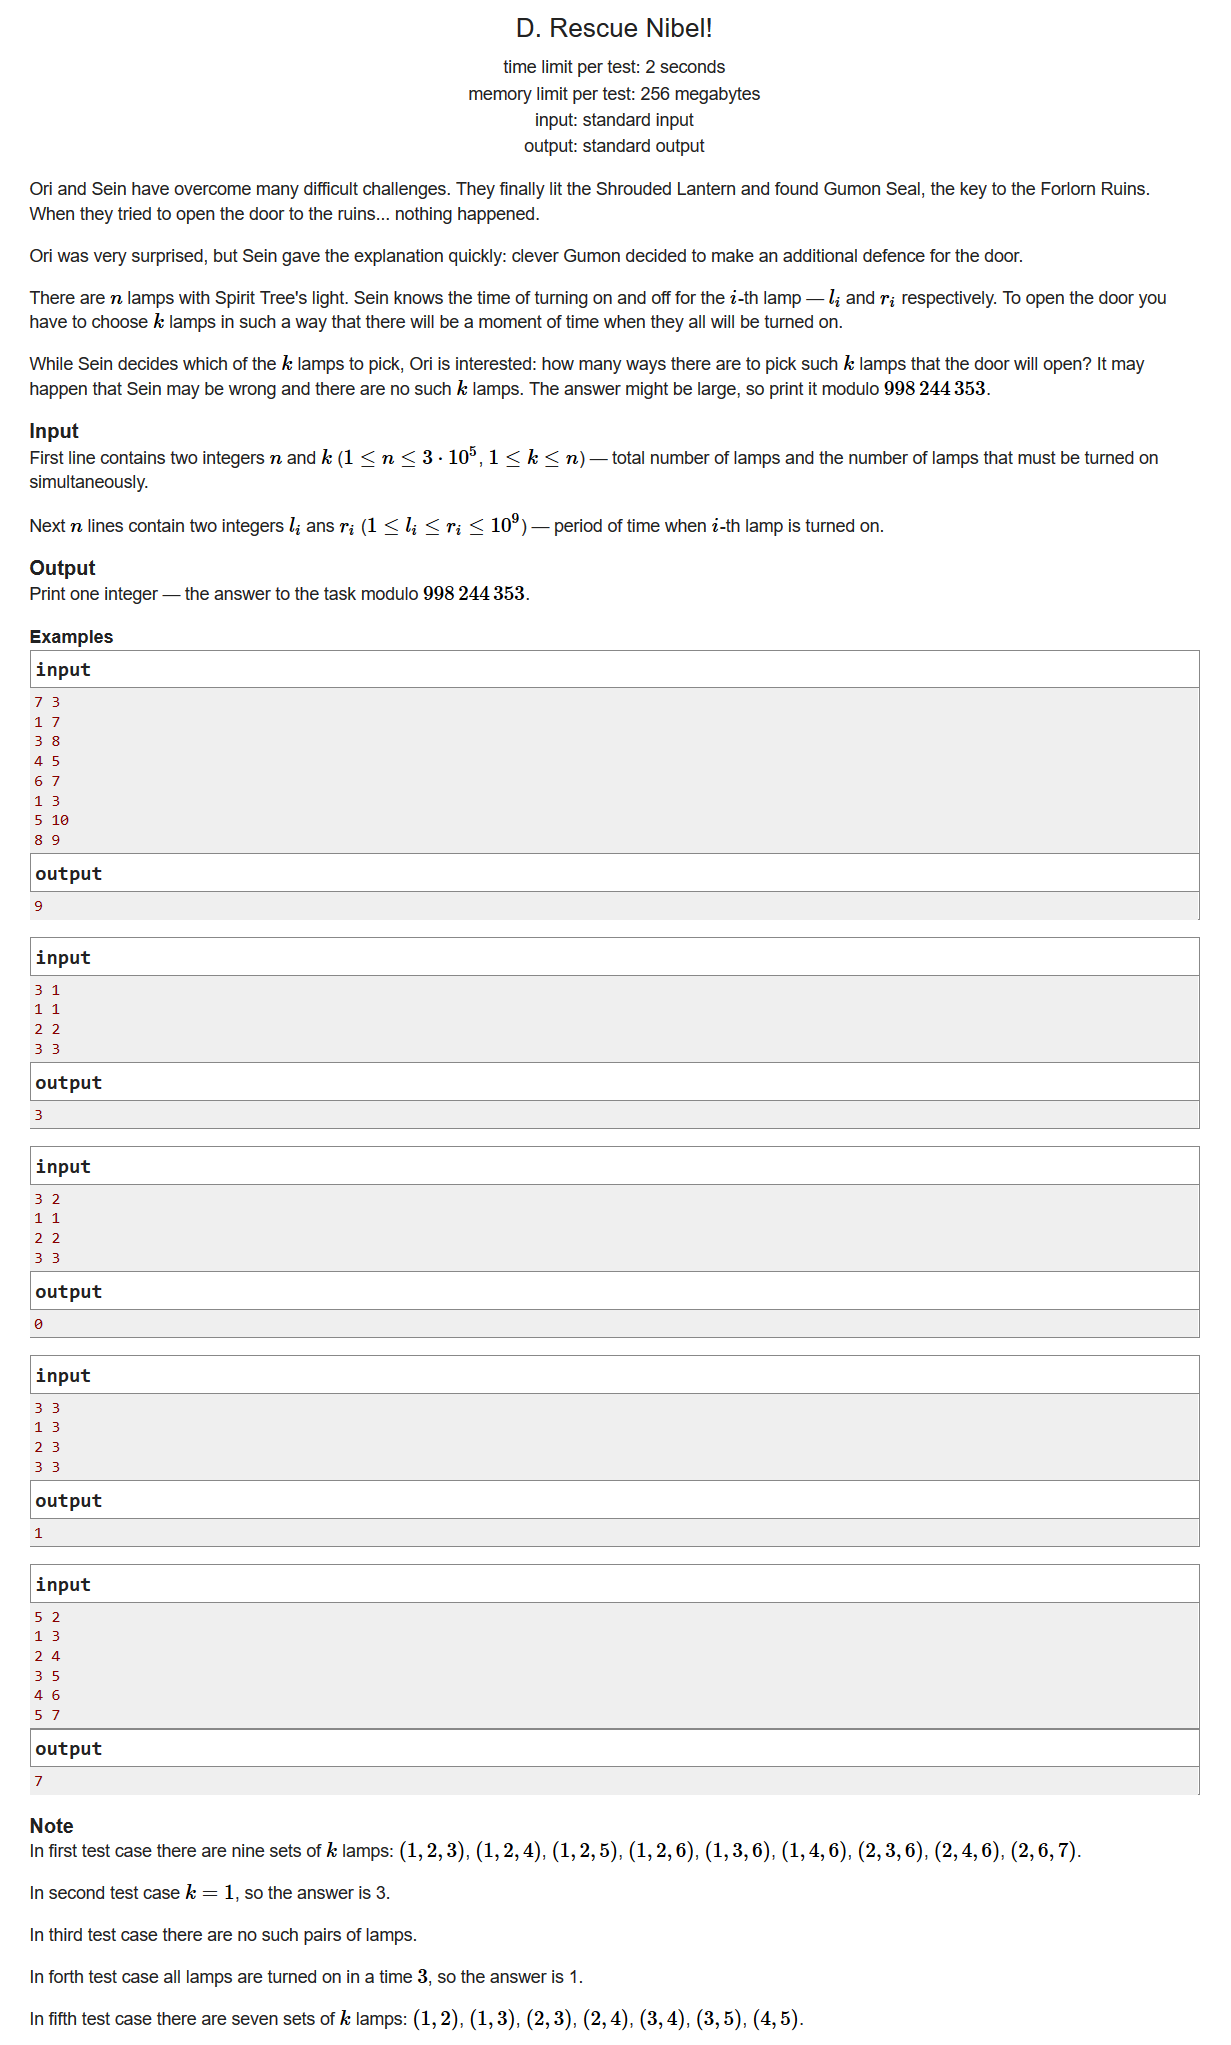 D. Rescue Nibel!
time limit per test: 2 seconds
memory limit per test: 256 megabytes
input: standard input
output: standard output
Ori and Sein have overcome many difficult challenges. They finally lit the Shrouded Lantern and found Gumon Seal, the key to the Forlorn Ruins.
When they tried to open the door to the ruins... nothing happened.
Ori was very surprised, but Sein gave the explanation quickly: clever Gumon decided to make an additional defence for the door.
There are n lamps with Spirit Tree's light. Sein knows the time of turning on and off for the i-th lamp — l_i and r_i respectively. To open the door you
have to choose k lamps in such a way that there will be a moment of time when they all will be turned on.
While Sein decides which of the k lamps to pick, Ori is interested: how many ways there are to pick such k lamps that the door will open? It may
happen that Sein may be wrong and there are no such k lamps. The answer might be large, so print it modulo 998 244 353.
Input
First line contains two integers n and k (1 ≤ n ≤ 3 · 10^5, 1 ≤ k ≤ n) — total number of lamps and the number of lamps that must be turned on
simultaneously.
Next n lines contain two integers l_i ans r_i (1 ≤ l_i ≤ r_i ≤ 10^9) — period of time when i-th lamp is turned on.
Output
Print one integer — the answer to the task modulo 998 244 353.
Examples
input
7 3
1 7
3 8
4 5
6 7
1 3
5 10
8 9
output
9
input
3 1
1 1
2 2
3 3
output
3
input
3 2
1 1
2 2
3 3
output
0
input
3 3
1 3
2 3
3 3
output
1
input
5 2
1 3
2 4
3 5
4 6
5 7
output
7
Note
In first test case there are nine sets of k lamps: (1, 2, 3), (1, 2, 4), (1, 2, 5), (1, 2, 6), (1, 3, 6), (1, 4, 6), (2, 3, 6), (2, 4, 6), (2, 6, 7).
In second test case k = 1, so the answer is 3.
In third test case there are no such pairs of lamps.
In forth test case all lamps are turned on in a time 3, so the answer is 1.
In fifth test case there are seven sets of k lamps: (1, 2), (1, 3), (2, 3), (2, 4), (3, 4), (3, 5), (4, 5).